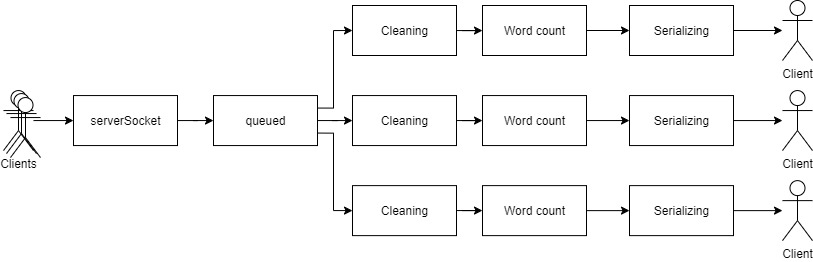 Cleaning
Word count
Serializing
Client
Clients
serverSocket
queued
Cleaning
Word count
Serializing
Client
Cleaning
Word count
Serializing
Client